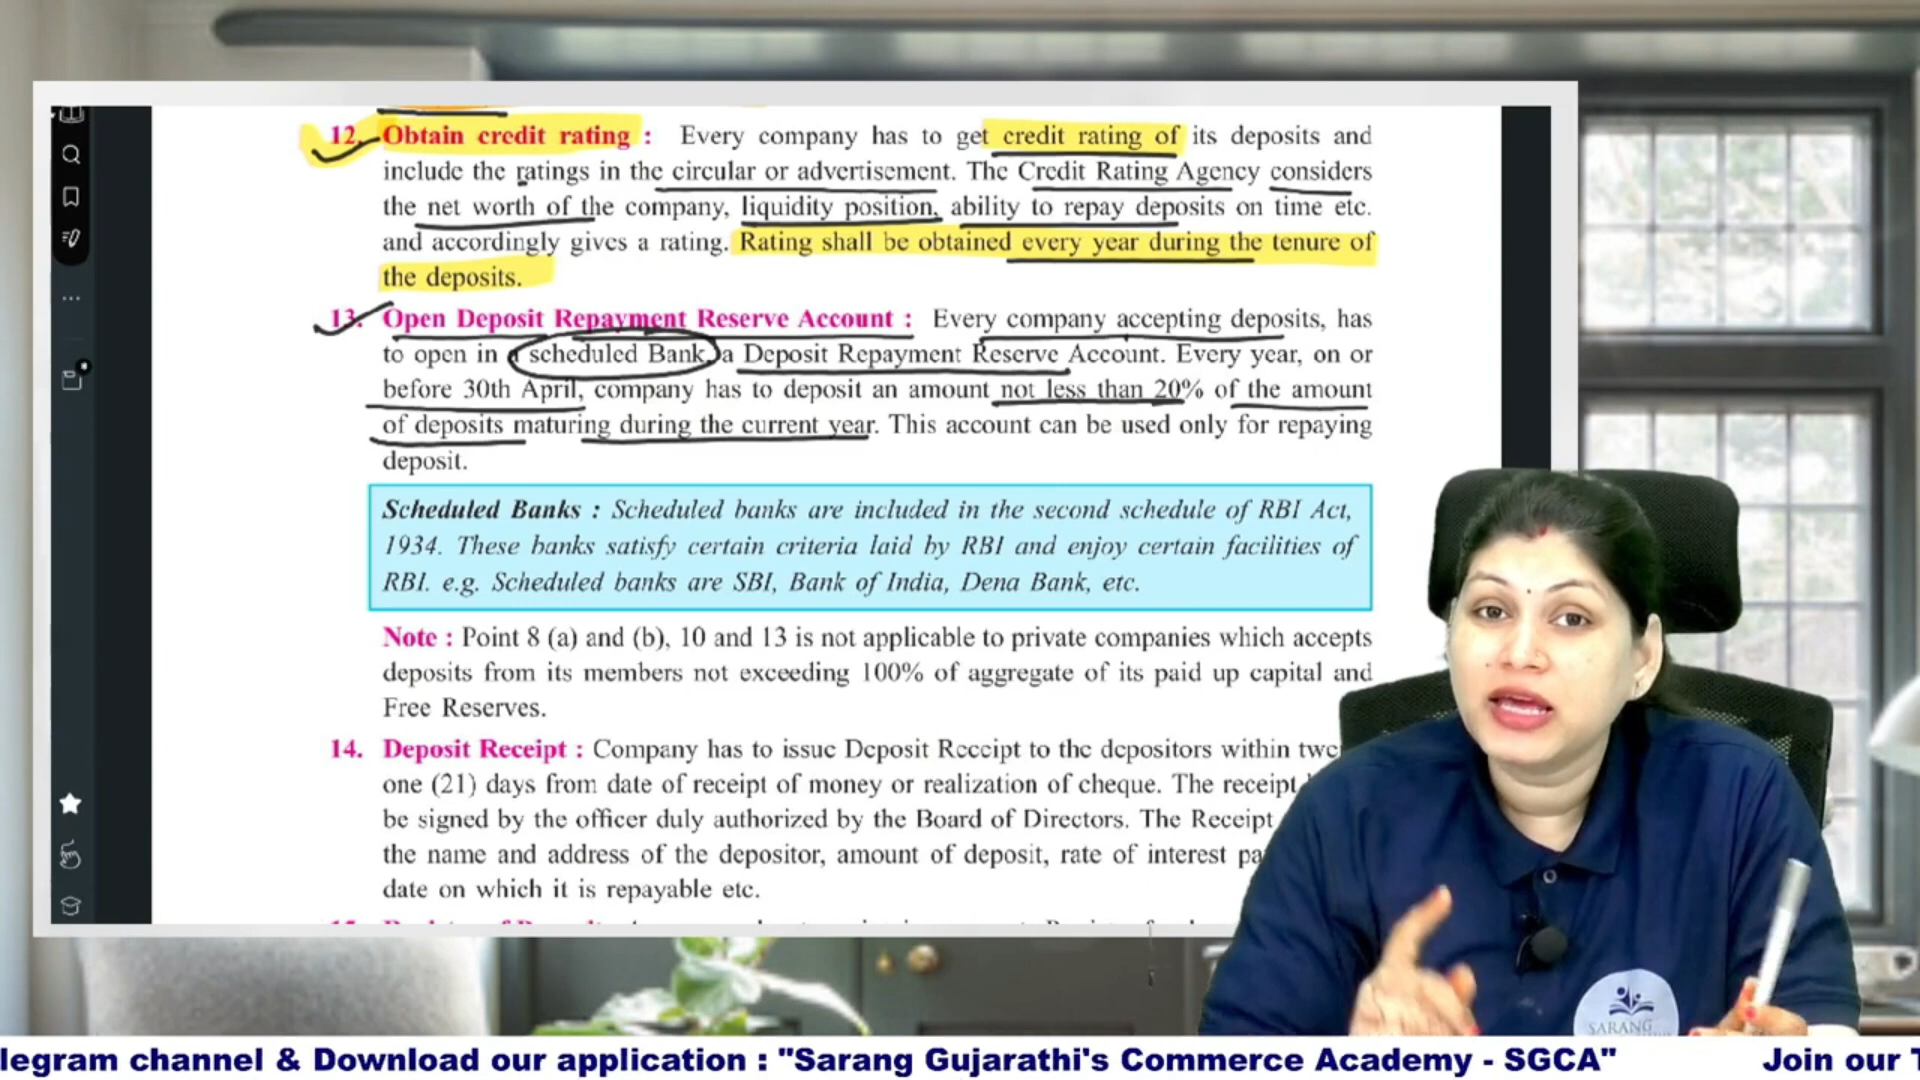 12. Obtain credit rating : Every company has to get credit rating of its deposits and
include the ratings in the circular or advertisement. The Credit Rating Agency considers
the net worth of the company, liquidity position, ability to repay deposits on time etc.
and accordingly gives a rating. Rating shall be obtained every year during the tenure of
the deposits.
13. Open Deposit Repayment Reserve Account : Every company accepting deposits, has
to open in a scheduled Bank, a Deposit Repayment Reserve Account. Every year, on or
before 30th April, company has to deposit an amount not less than 20% of the amount
of deposits maturing during the current year. This account can be used only for repaying
deposit.
Scheduled Banks : Scheduled banks are included in the second schedule of RBI Act,
1934. These banks satisfy certain criteria laid by RBI and enjoy certain facilities of
RBI. e.g. Scheduled banks are SBI, Bank of India, Dena Bank, etc.
Note : Point 8 (a) and (b), 10 and 13 is not applicable to private companies which accepts
deposits from its members not exceeding 100% of aggregate of its paid up capital and
Free Reserves.
14. Deposit Receipt : Company has to issue Deposit Receipt to the depositors within
one (21) days from date of receipt of money or realization of cheque. The receipt
be signed by the officer duly authorized by the Board of Directors. The Receipt
the name and address of the depositor, amount of deposit, rate of interest
date on which it is repayable etc.
SARANG
legram channel & Download our application : "Sarang Gujarathi's Commerce Academy - SGCA" Join our T